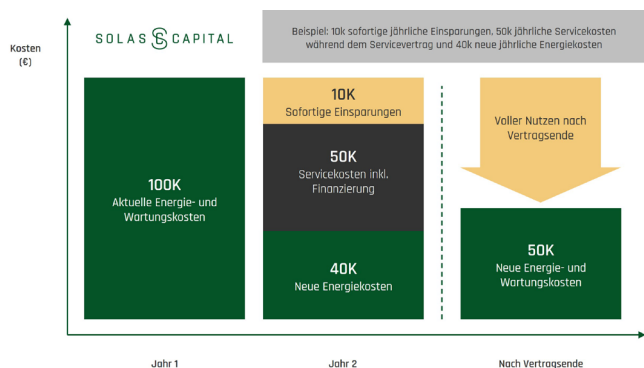 Kosten
(€)
SOLAS CAPITAL
Beispiel: 10k sofortige jährliche Einsparungen, 50k jährliche Servicekosten
während dem Servicevertrag und 40k neue jährliche Energiekosten
100K
Aktuelle Energie- und
Wartungskosten
10K
Sofortige Einsparungen
50K
Servicekosten inkl.
Finanzierung
40K
Neue Energiekosten
Voller Nutzen nach
Vertragsende
50K
Neue Energie- und
Wartungskosten
Jahr 1
Jahr 2
Nach Vertragsende